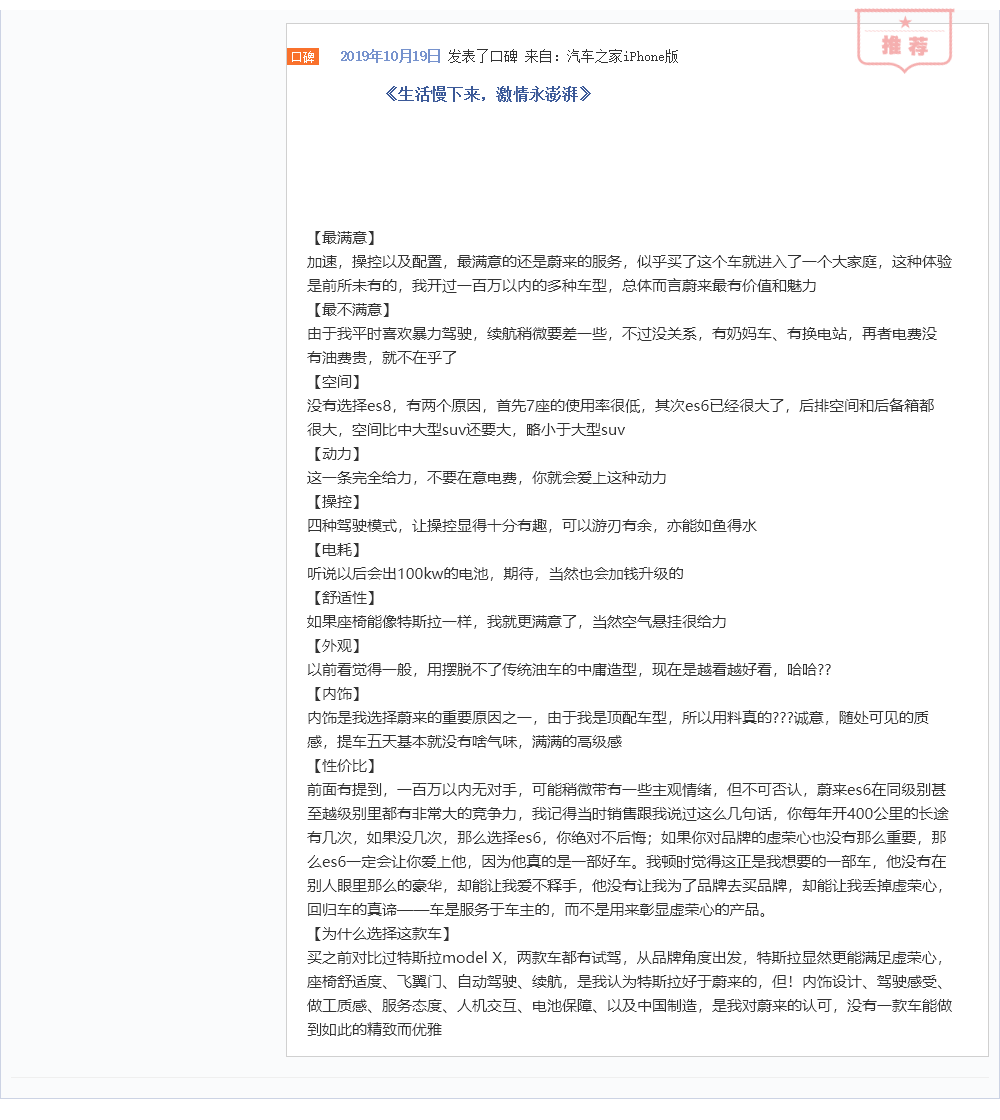 推荐
口碑 2019年10月19日 发表了口碑 来自：汽车之家iPhone版
《生活慢下来，激情永澎湃》
【最满意】
加速，操控以及配置，最满意的还是蔚来的服务，似乎买了这个车就进入了一个大家庭，这种体验
是前所未有的，我开过一百万以内的多种车型，总体而言蔚来最有价值和魅力
【最不满意】
由于我平时喜欢暴力驾驶，续航稍微要差一些，不过没关系，有奶妈车、有换电站，再者电费没
有油费贵，就不在乎了
【空间】
没有选择es8，有两个原因，首先7座的使用率很低，其次es6已经很大了，后排空间和后备箱都
很大，空间比中大型suv还要大，略小于大型suv
【动力】
这一条完全给力，不要在意电费，你就会爱上这种动力
【操控】
四种驾驶模式，让操控显得十分有趣，可以游刃有余，亦能如鱼得水
【电耗】
听说以后会出100kw的电池，期待，当然也会加钱升级的
【舒适性】
如果座椅能像特斯拉一样，我就更满意了，当然空气悬挂很给力
【外观】
以前看觉得一般，用摆脱不了传统油车的中庸造型，现在是越看越好看，哈哈??
【内饰】
内饰是我选择蔚来的重要原因之一，由于我是顶配车型，所以用料真的???诚意，随处可见的质
感，提车五天基本就没有啥气味，满满的高级感
【性价比】
前面有提到，一百万以内无对手，可能稍微带有一些主观情绪，但不可否认，蔚来es6在同级别甚
至越级别里都有非常大的竞争力，我记得当时销售跟我说过这么几句话，你每年开400公里的长途
有几次，如果没几次，那么选择es6，你绝对不后悔；如果你对品牌的虚荣心也没有那么重要，那
么es6一定会让你爱上他，因为他真的是一部好车。我顿时觉得这正是我想要的一部车，他没有在
别人眼里那么的豪华，却能让我爱不释手，他没有让我为了品牌去买品牌，却能让我丢掉虚荣心，
回归车的真谛——车是服务于车主的，而不是用来彰显虚荣心的产品。
【为什么选择这款车】
买之前对比过特斯拉model X，两款车都有试驾，从品牌角度出发，特斯拉显然更能满足虚荣心，
座椅舒适度、飞翼门、自动驾驶、续航，是我认为特斯拉好于蔚来的，但！内饰设计、驾驶感受、
做工质感、服务态度、人机交互、电池保障、以及中国制造，是我对蔚来的认可，没有一款车能做
到如此的精致而优雅